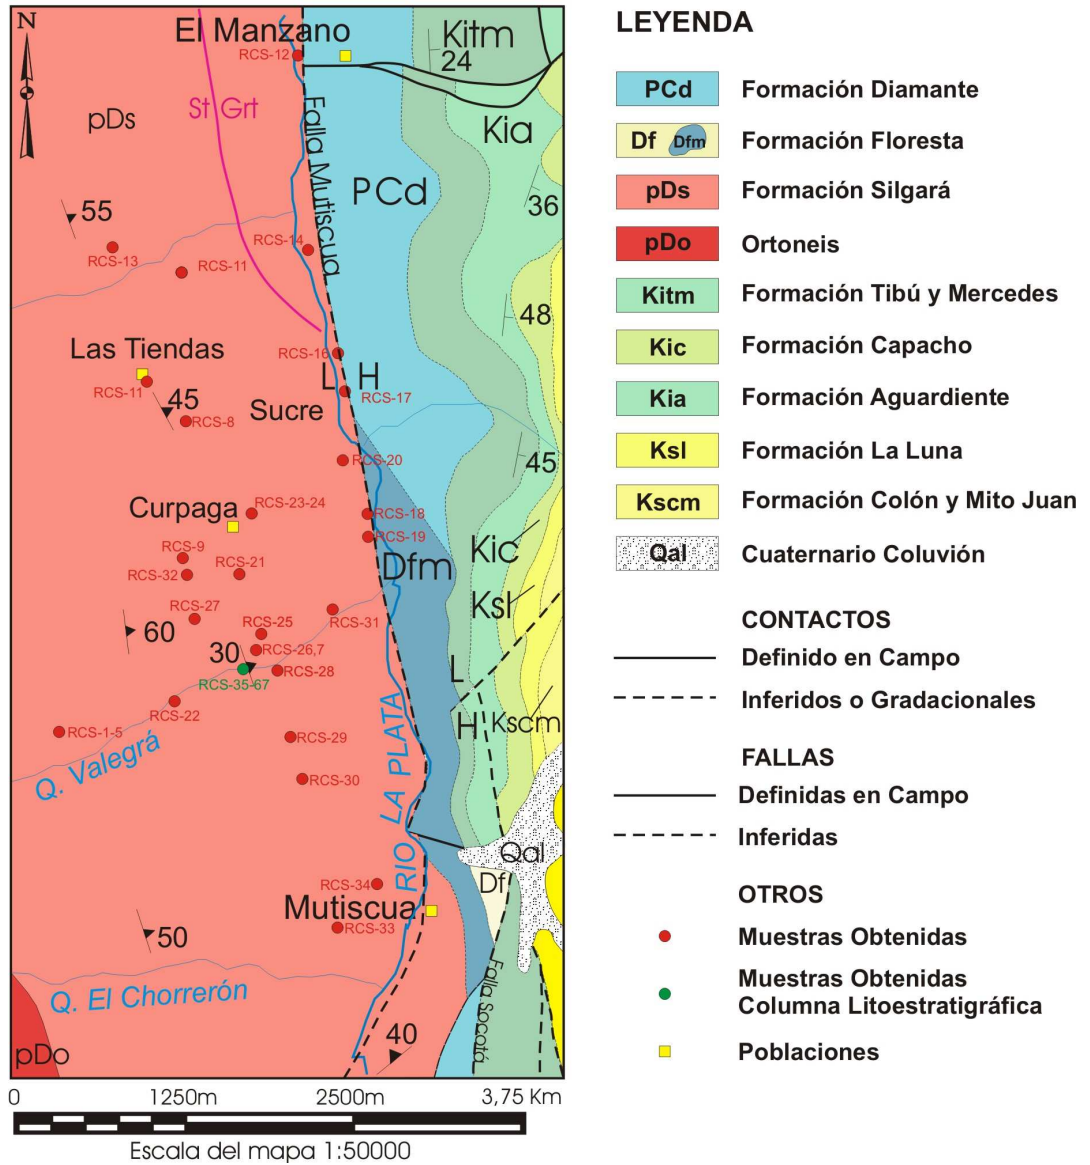 N
El Manzano
RCS-12
Kitm
24
pDs
St Grt
Falla Mutiscua
Kia
PCd
36
55
RCS-13
RCS-11
RCS-14
48
Las Tiendas
RCS-16
L H
RCS-11
45
RCS-8
Sucre
RCS-17
RCS-20
45
Curpaga
RCS-23-24
RCS-18
RCS-19
Kic
RCS-9
RCS-32
RCS-21
Dfm
RCS-27
RCS-25
RCS-31
Ksl
60
30
RCS-26,7
RCS-28
L
RCS-35-67
RCS-22
H
Kscm
RCS-1-5
RCS-29
Q. Valegrá
RCS-30
RIO LA PLATA
Qal
RCS-34
Df
Mutiscua
RCS-33
50
Falla Socotá
Q. El Chorrerón
40
pDo
0 1250m 2500m 3,75 Km
Escala del mapa 1:50000
LEYENDA
PCd Formación Diamante
Df Dfm Formación Floresta
pDs Formación Silgará
pDo Ortoneis
Kitm Formación Tibú y Mercedes
Kic Formación Capacho
Kia Formación Aguardiente
Ksl Formación La Luna
Kscm Formación Colón y Mito Juan
Qal Cuaternario Coluvión
CONTACTOS
Definido en Campo
Inferidos o Gradacionales
FALLAS
Definidas en Campo
Inferidas
OTROS
Muestras Obtenidas
Muestras Obtenidas
Columna Litoestratigráfica
Poblaciones